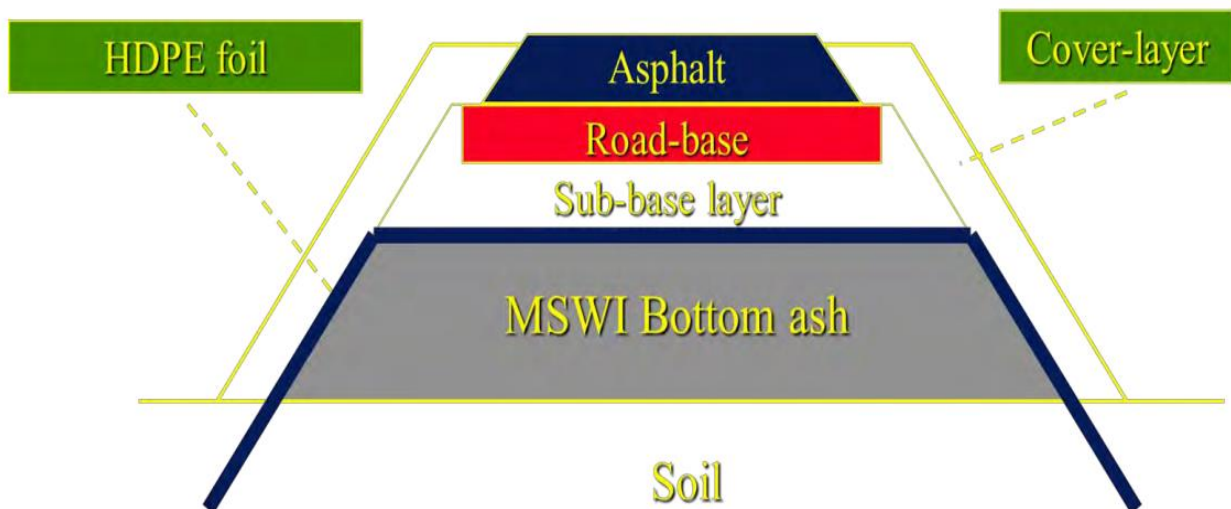 HDPE foil
Cover-layer
Asphalt
Road-base
Sub-base layer
MSWI Bottom ash
Soil